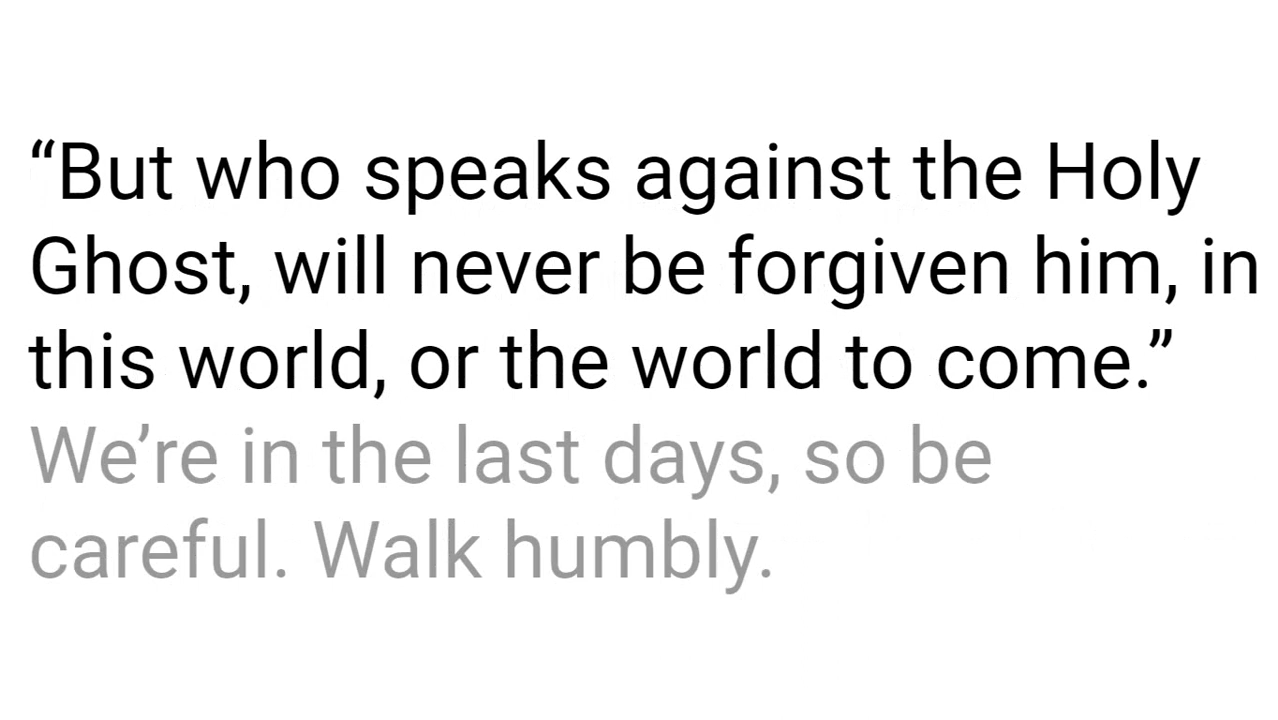 “But who speaks against the Holy
Ghost, will never be forgiven him, in
this world, or the world to come.”
We’re in the last days, so be
careful. Walk humbly.